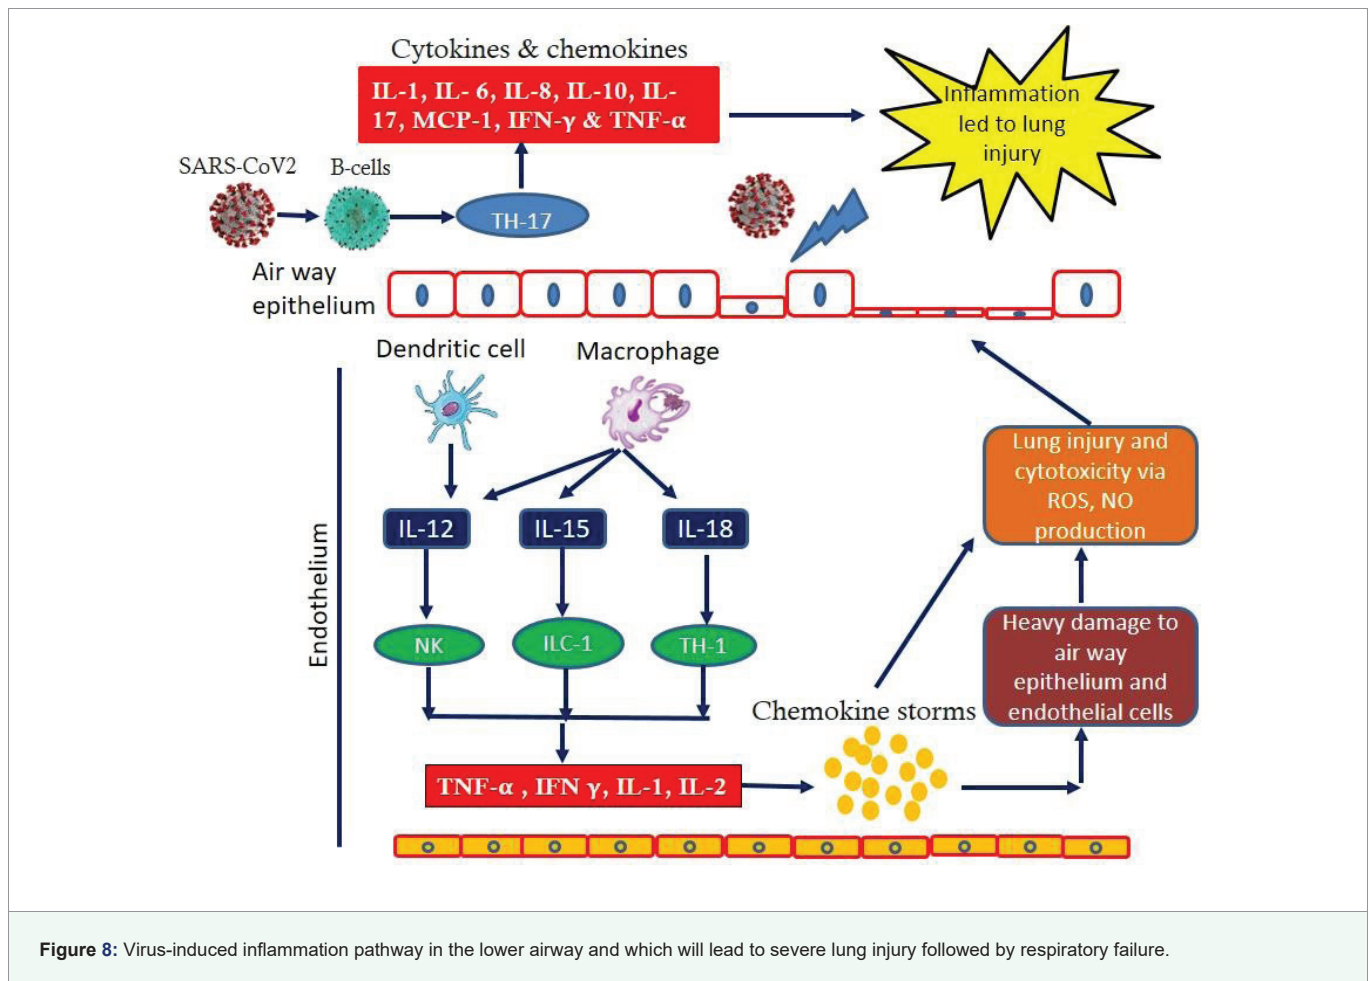 Cytokines & chemokines
IL-1, IL- 6, IL-8, IL-10, IL-
17, MCP-1, IFN-γ & TNF-α
Inflammation
led to lung
injury
SARS-CoV2
B-cells
TH-17
Air way
epithelium
Dendritic cell
Macrophage
IL-12
IL-15
IL-18
NK
ILC-1
TH-1
Endothelium
Lung injury and
cytotoxicity via
ROS, NO
production
Heavy damage to
air way
epithelium and
endothelial cells
Chemokine storms
TNF-α , IFN γ, IL-1, IL-2
Figure 8: Virus-induced inflammation pathway in the lower airway and which will lead to severe lung injury followed by respiratory failure.